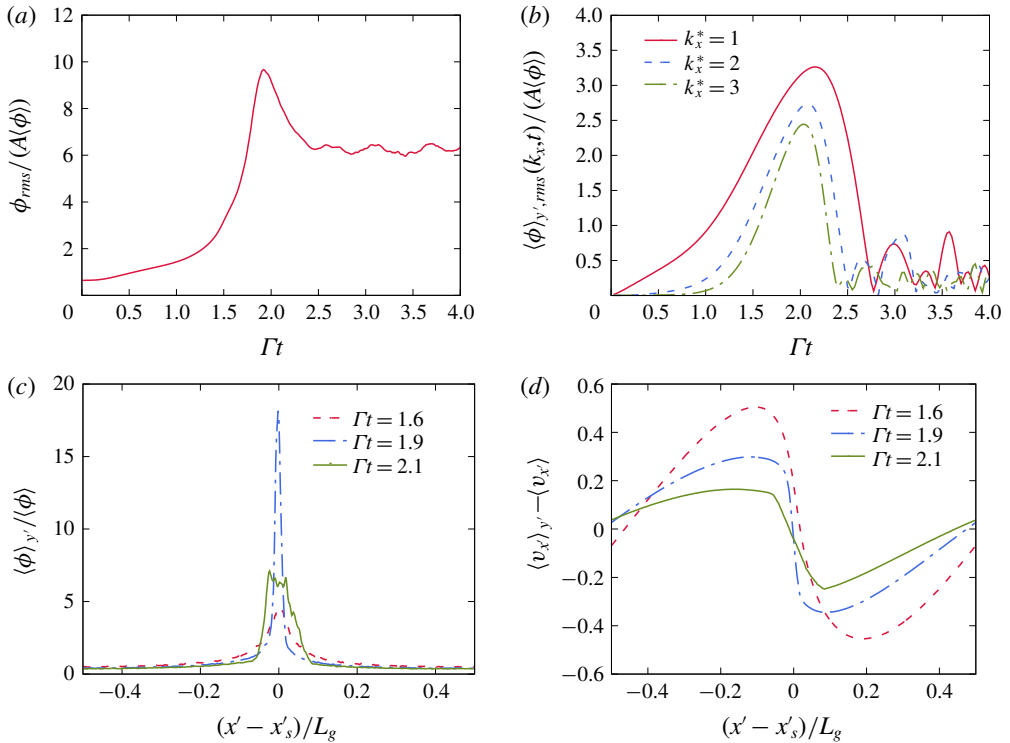 (a)
12
10
8
6
4
2
0 0.5 1.0 1.5 2.0 2.5 3.0 3.5 4.0
ϕrms/(A⟨ϕ⟩)
Γt
(b)
4.0
3.5
3.0
2.5
2.0
1.5
1.0
0.5
0 0.5 1.0 1.5 2.0 2.5 3.0 3.5 4.0
⟨ϕ⟩y′,rms(kx,t)/(A⟨ϕ⟩)
Γt
kx* = 1
kx* = 2
kx* = 3
(c)
20
15
10
5
0
−0.4 −0.2 0 0.2 0.4
⟨ϕ⟩y′/⟨ϕ⟩
(x′ − x′s)/Lg
Γt = 1.6
Γt = 1.9
Γt = 2.1
(d)
0.6
0.4
0.2
0
−0.2
−0.4
−0.6
−0.4 −0.2 0 0.2 0.4
⟨vx′⟩y′−⟨vx′⟩
(x′ − x′s)/Lg
Γt = 1.6
Γt = 1.9
Γt = 2.1